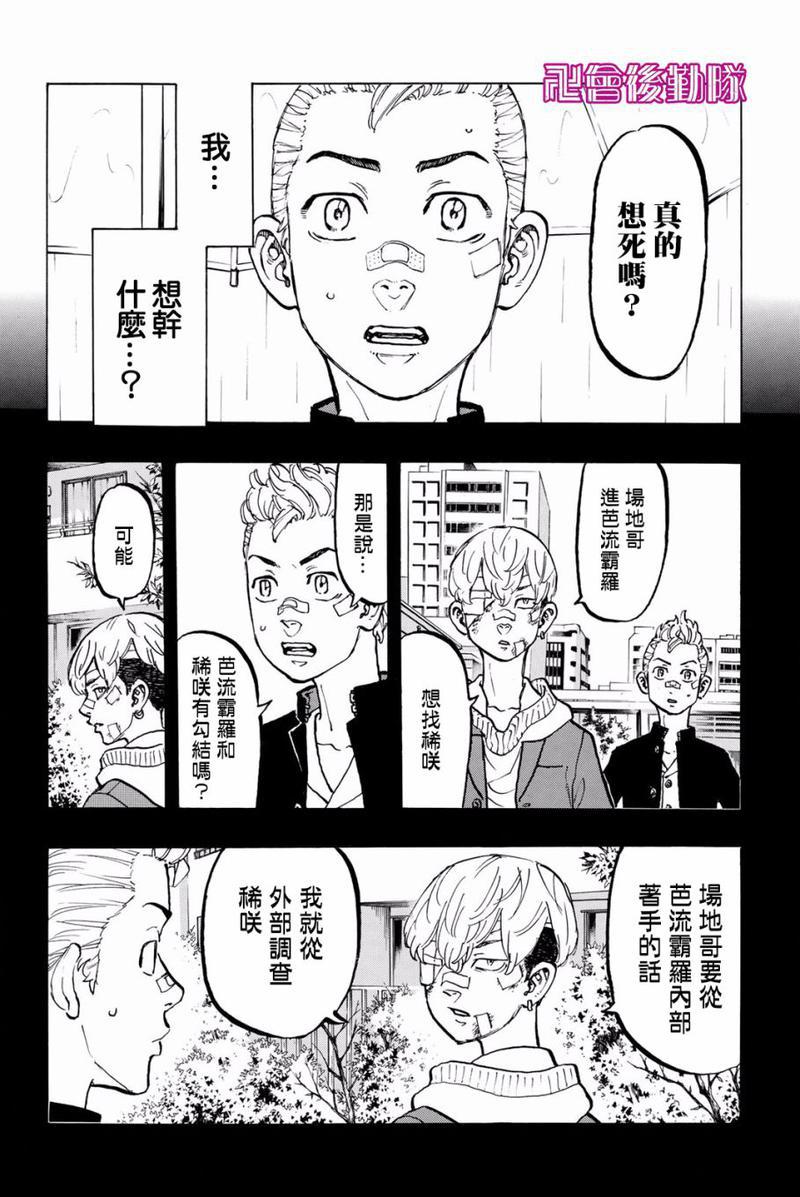 卍會後勤隊
真的
想死嗎?
我…
想幹
什麼…?
場地哥
進芭流霸羅
想找稀咲
那是說…
芭流霸羅和
稀咲有勾結嗎?
可能
場地哥要從
芭流霸羅內部
著手的話
我就從
外部調查
稀咲